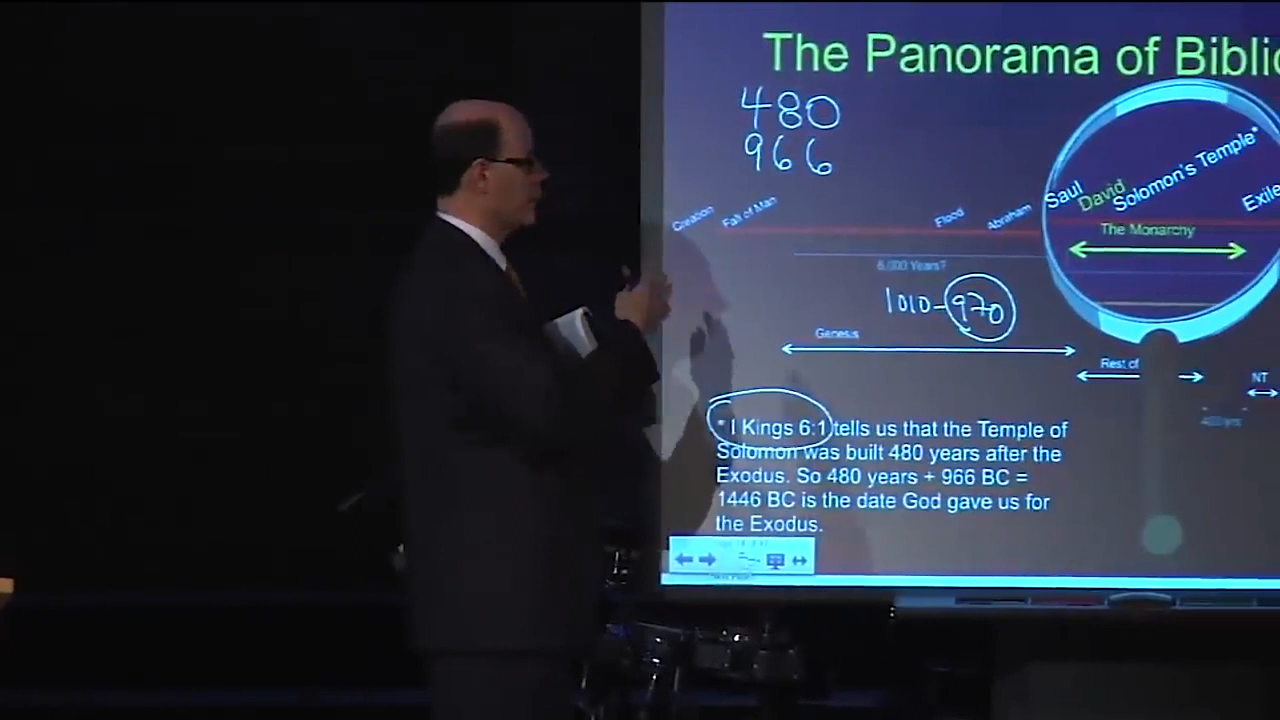 The Panorama of Biblic
480
966
Creation
Fall of Man
Flood
Abraham
Saul
David
Solomon's Temple*
Exile
The Monarchy
6,000 Years?
1010-970
Genesis
Rest of
NT
* I Kings 6:1 tells us that the Temple of
Solomon was built 480 years after the
Exodus. So 480 years + 966 BC =
1446 BC is the date God gave us for
the Exodus.